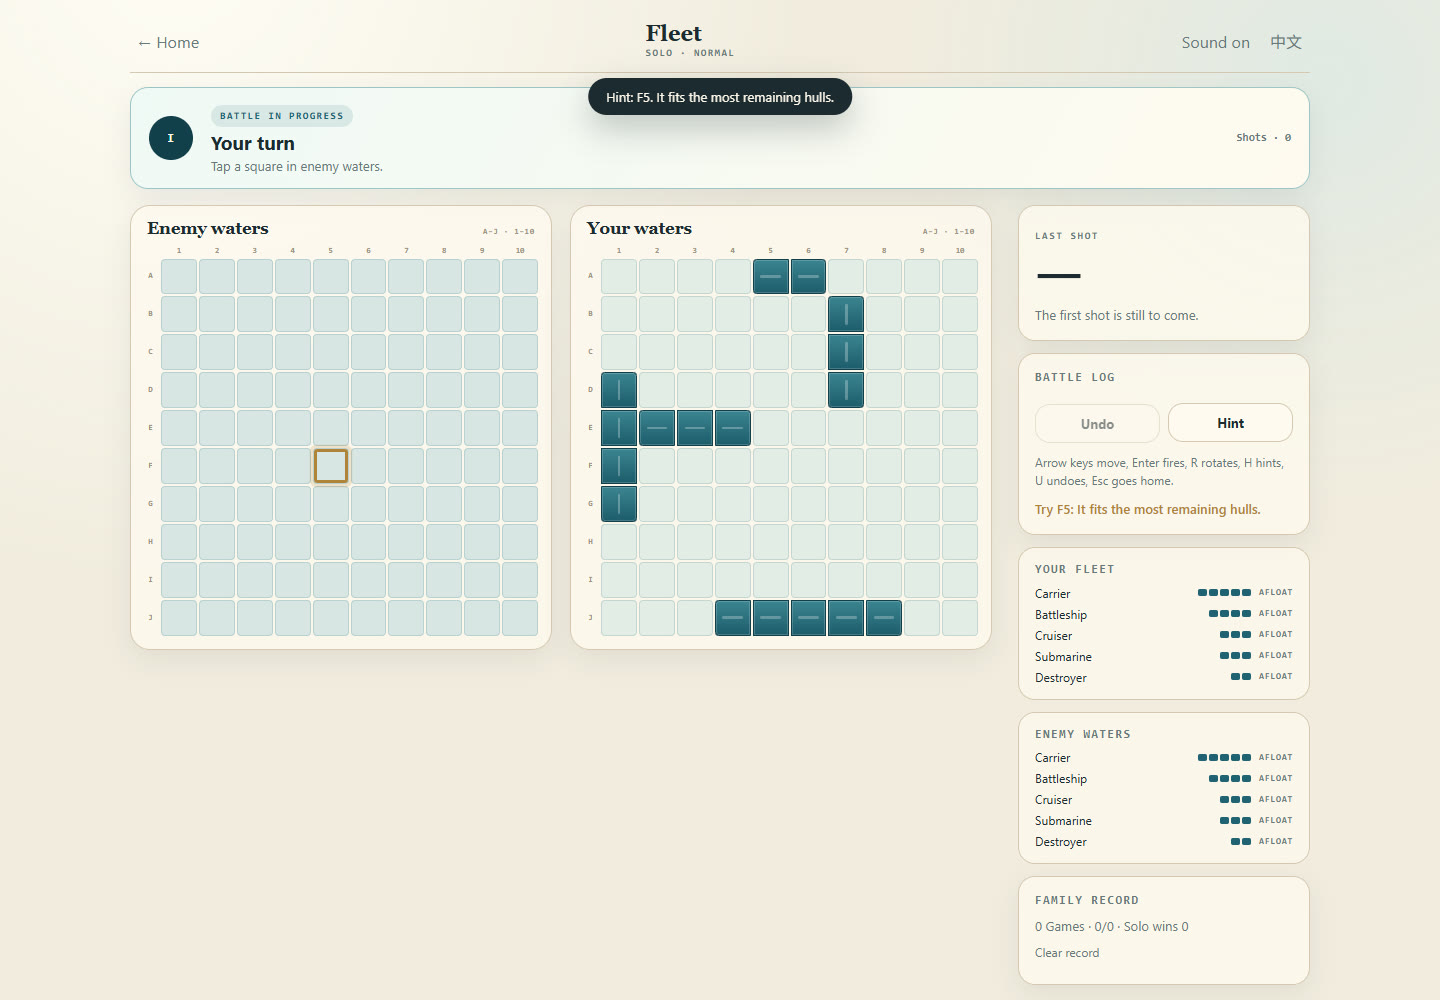 ← Home
Fleet
SOLO · NORMAL
Sound on
中文
Hint: F5. It fits the most remaining hulls.
I
BATTLE IN PROGRESS
Your turn
Tap a square in enemy waters.
Shots · 0
Enemy waters
A-J · 1-10
1 2 3 4 5 6 7 8 9 10
A
B
C
D
E
F
G
H
I
J
Your waters
A-J · 1-10
1 2 3 4 5 6 7 8 9 10
A
B
C
D
E
F
G
H
I
J
LAST SHOT
—
The first shot is still to come.
BATTLE LOG
Undo
Hint
Arrow keys move, Enter fires, R rotates, H hints,
U undoes, Esc goes home.
Try F5: It fits the most remaining hulls.
YOUR FLEET
Carrier AFLOAT
Battleship AFLOAT
Cruiser AFLOAT
Submarine AFLOAT
Destroyer AFLOAT
ENEMY WATERS
Carrier AFLOAT
Battleship AFLOAT
Cruiser AFLOAT
Submarine AFLOAT
Destroyer AFLOAT
FAMILY RECORD
0 Games · 0/0 · Solo wins 0
Clear record